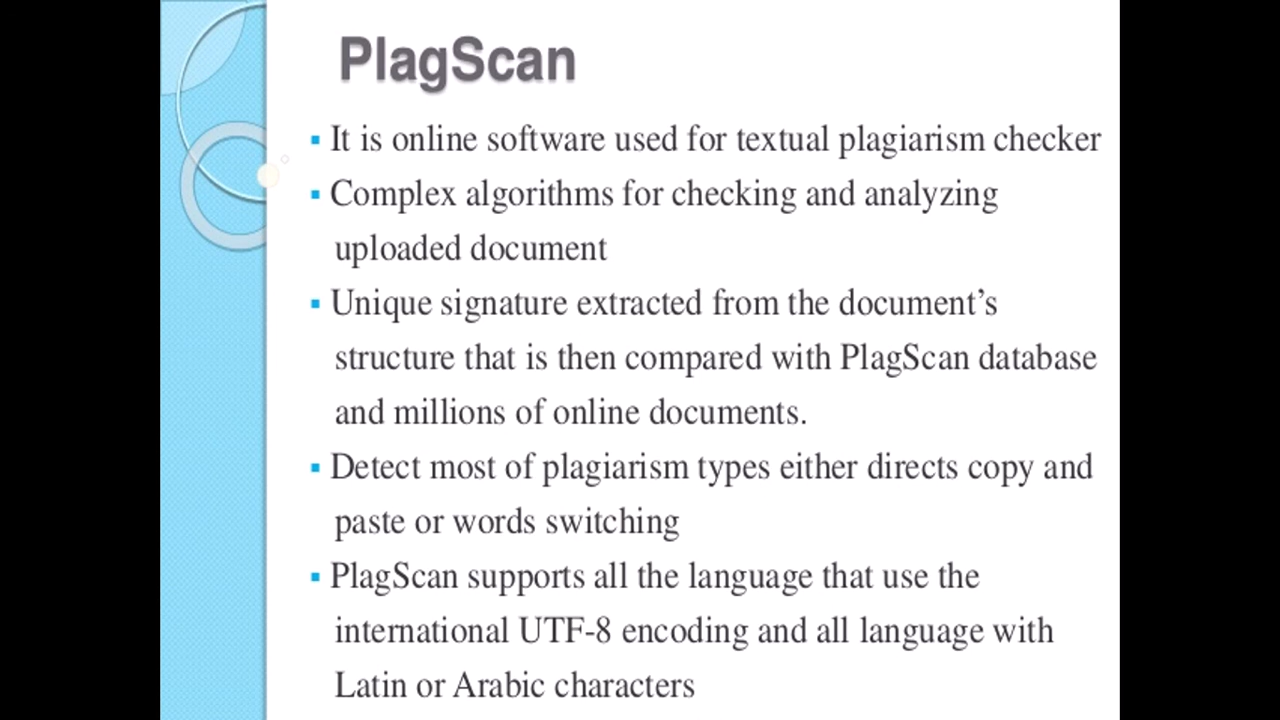 PlagScan
▪ It is online software used for textual plagiarism checker
▪ Complex algorithms for checking and analyzing
uploaded document
▪ Unique signature extracted from the document’s
structure that is then compared with PlagScan database
and millions of online documents.
▪ Detect most of plagiarism types either directs copy and
paste or words switching
▪ PlagScan supports all the language that use the
international UTF-8 encoding and all language with
Latin or Arabic characters